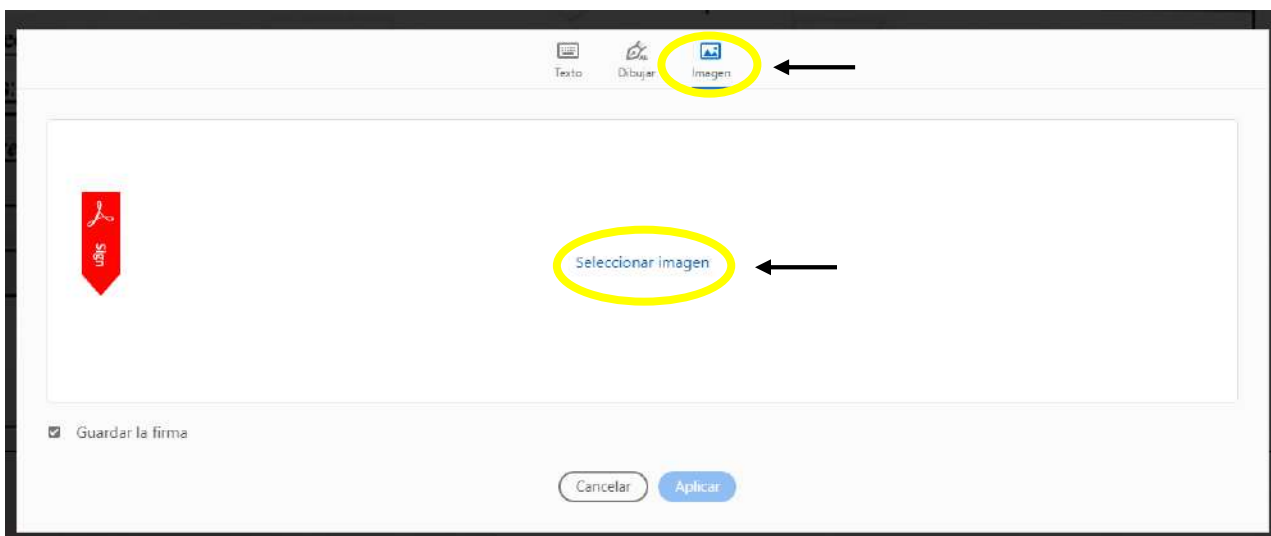 Texto Dibujar Imagen
Sign
Seleccionar imagen
Guardar la firma
Cancelar Aplicar